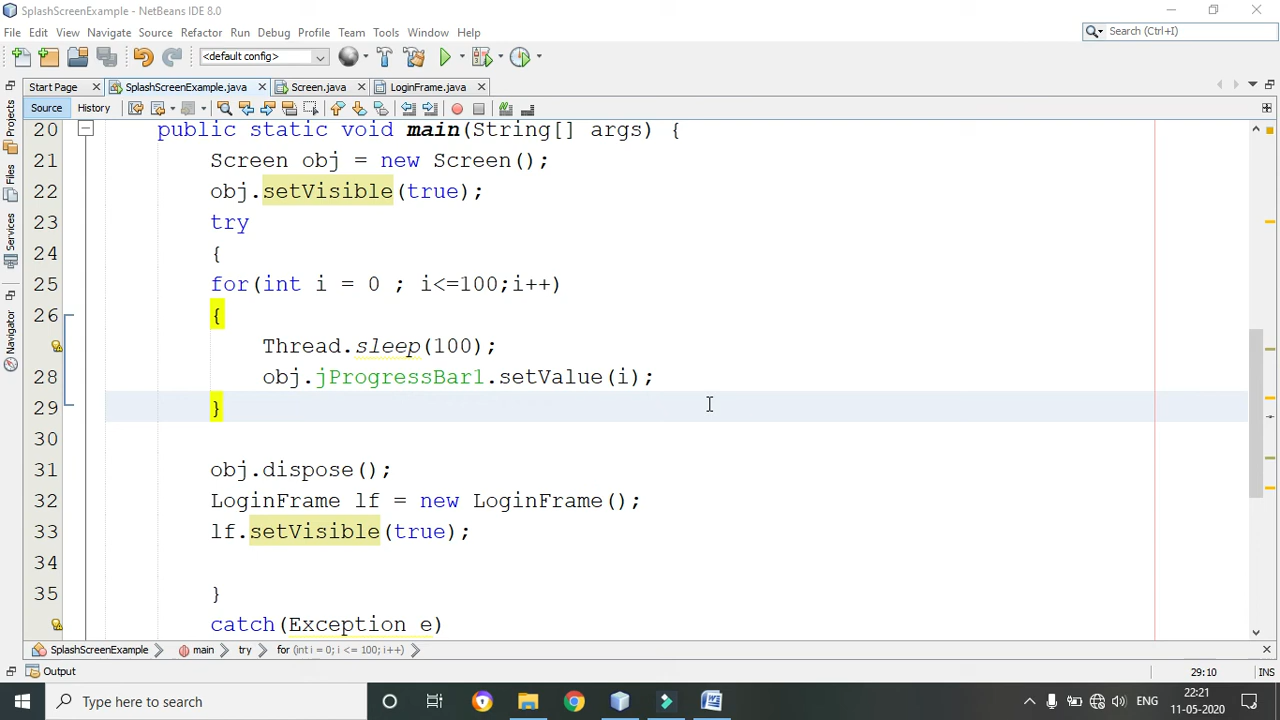 SplashScreenExample - NetBeans IDE 8.0
File Edit View Navigate Source Refactor Run Debug Profile Team Tools Window Help
Search (Ctrl+I)
<default config>
Start Page SplashScreenExample.java Screen.java LoginFrame.java
Source History
Projects
Files
Services
Navigator
20 public static void main(String[] args) {
21 Screen obj = new Screen();
22 obj.setVisible(true);
23 try
24 {
25 for(int i = 0 ; i<=100;i++)
26 {
Thread.sleep(100);
28 obj.jProgressBar1.setValue(i);
29 }
30
31 obj.dispose();
32 LoginFrame lf = new LoginFrame();
33 lf.setVisible(true);
34
35 }
catch(Exception e)
SplashScreenExample main try for (int i = 0; i <= 100; i++)
Output
29:10 INS
Type here to search
ENG
22:21
11-05-2020